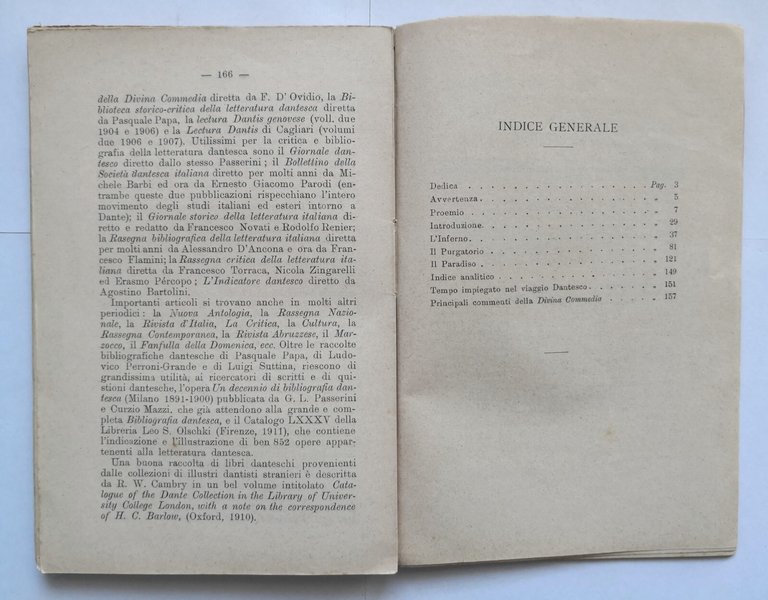 — 166 —
della Divina Commedia diretta da F. D' Ovidio, la Bi-
blioteca storico-critica della letteratura dantesca diretta
da Pasquale Papa, la lectura Dantis genovese (voll. due
1904 e 1906) e la Lectura Dantis di Cagliari (volumi
due 1906 e 1907). Utilissimi per la critica e biblio-
grafia della letteratura dantesca sono il Giornale dan-
tesco diretto dallo stesso Passerini; il Bollettino della
Società dantesca italiana diretto per molti anni da Mi-
chele Barbi ed ora da Ernesto Giacomo Parodi (en-
trambe queste due pubblicazioni rispecchiano l'intero
movimento degli studi italiani ed esteri intorno a
Dante); il Giornale storico della letteratura italiana di-
retto e redatto da Francesco Novati e Rodolfo Renier;
la Rasegna bibliografica della letteratura italiana diretta
per molti anni da Alessandro D'Ancona e ora da Fran-
cesco Flamini; la Rassegna critica della letteratura ita-
liana diretta da Francesco Torraca, Nicola Zingarelli
ed Erasmo Pércopo; L'Indicatore dantesco diretto da
Agostino Bartolini.
Importanti articoli si trovano anche in molti altri
periodici: la Nuova Antologia, la Rassegna Nazio-
nale, la Rivista d'Italia, La Critica, la Cultura, la
Rassegna Contemporanea, la Rivista Abruzzese, il Mar-
zocco, il Fanfulla della Domenica, ecc. Oltre le raccolte
bibliografiche dantesche di Pasquale Papa, di Ludo-
vico Perroni-Grande e di Luigi Suttina, riescono di
grandissima utilità, ai ricercatori di scritti e di qui-
stioni dantesche, l'opera Un decennio di bibliografia dan-
tesca (Milano 1891-1900) pubblicata da G. L. Passerini
e Curzio Mazzi, che già attendono alla grande e com-
pleta Bibliografia dantesca, e il Catalogo LXXXV della
Libreria Leo S. Olschki (Firenze, 1911), che contiene
l'indicazione e l'illustrazione di ben 852 opere appar-
tenenti alla letteratura dantesca.
Una buona raccolta di libri danteschi provenienti
dalle collezioni di illustri dantisti stranieri è descritta
da R. W. Cambry in un bel volume intitolato Cata-
logue of the Dante Collection in the Library of Univer-
sity College London, with a note on the correspondence
of H. C. Barlow, (Oxford, 1910).
INDICE GENERALE
Dedica . . . . . . . . . . . . . . . Pag. 3
Avvertenza . . . . . . . . . . . . . . . „ 5
Proemio . . . . . . . . . . . . . . . „ 7
Introduzione . . . . . . . . . . . . . . . „ 29
L'Inferno . . . . . . . . . . . . . . . „ 37
Il Purgatorio . . . . . . . . . . . . . . . „ 81
Il Paradiso . . . . . . . . . . . . . . . „ 121
Indice analitico . . . . . . . . . . . . . „ 149
Tempo impiegato nel viaggio Dantesco . . . . . „ 151
Principali commenti della Divina Commedia . . . . „ 157